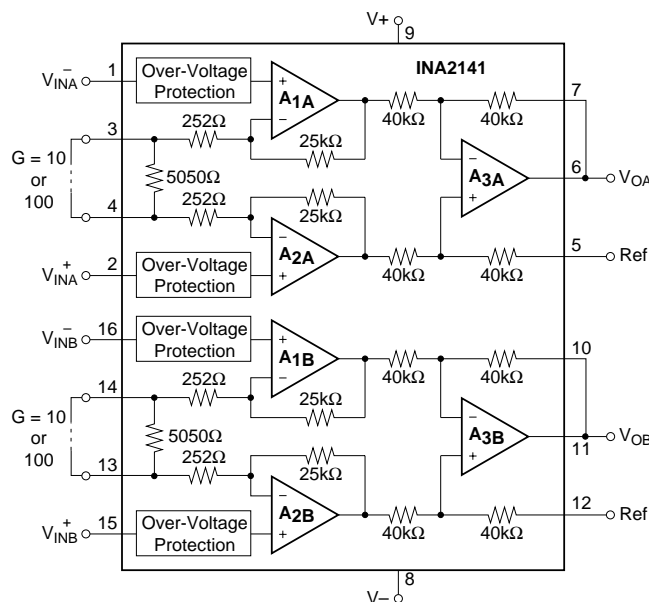 V+
9
INA2141
V−INA
1
Over-Voltage
Protection
+
A1A
−
40kΩ
40kΩ
7
3
252Ω
25kΩ
G = 10
or
100
5050Ω
−
A3A
+
6
VOA
4
252Ω
25kΩ
−
A2A
+
40kΩ
40kΩ
5
Ref
V+INA
2
Over-Voltage
Protection
V−INB
16
Over-Voltage
Protection
+
A1B
−
40kΩ
40kΩ
10
14
252Ω
25kΩ
G = 10
or
100
5050Ω
−
A3B
+
11
VOB
13
252Ω
25kΩ
−
A2B
+
40kΩ
40kΩ
12
Ref
V+INB
15
Over-Voltage
Protection
8
V−